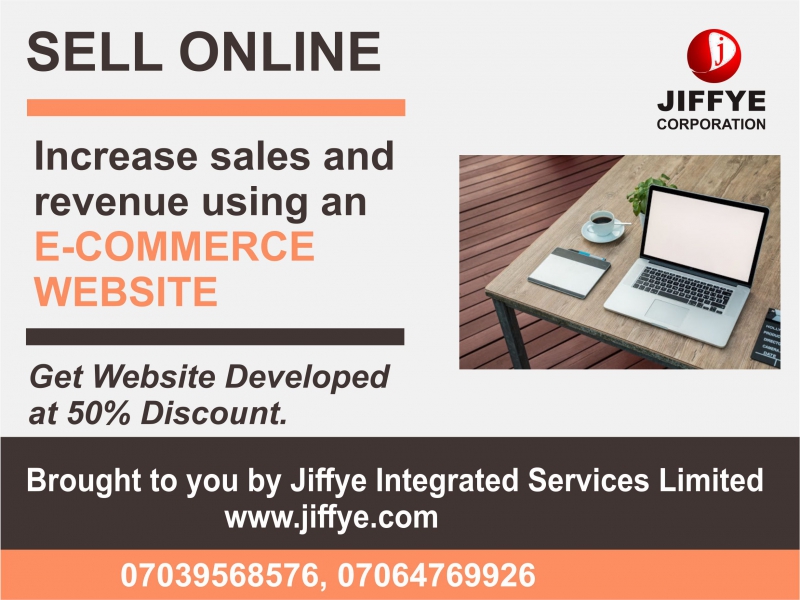 SELL ONLINE
j
JIFFYE
CORPORATION
Increase sales and
revenue using an
E-COMMERCE
WEBSITE
Get Website Developed
at 50% Discount.
Brought to you by Jiffye Integrated Services Limited
www.jiffye.com
07039568576, 07064769926